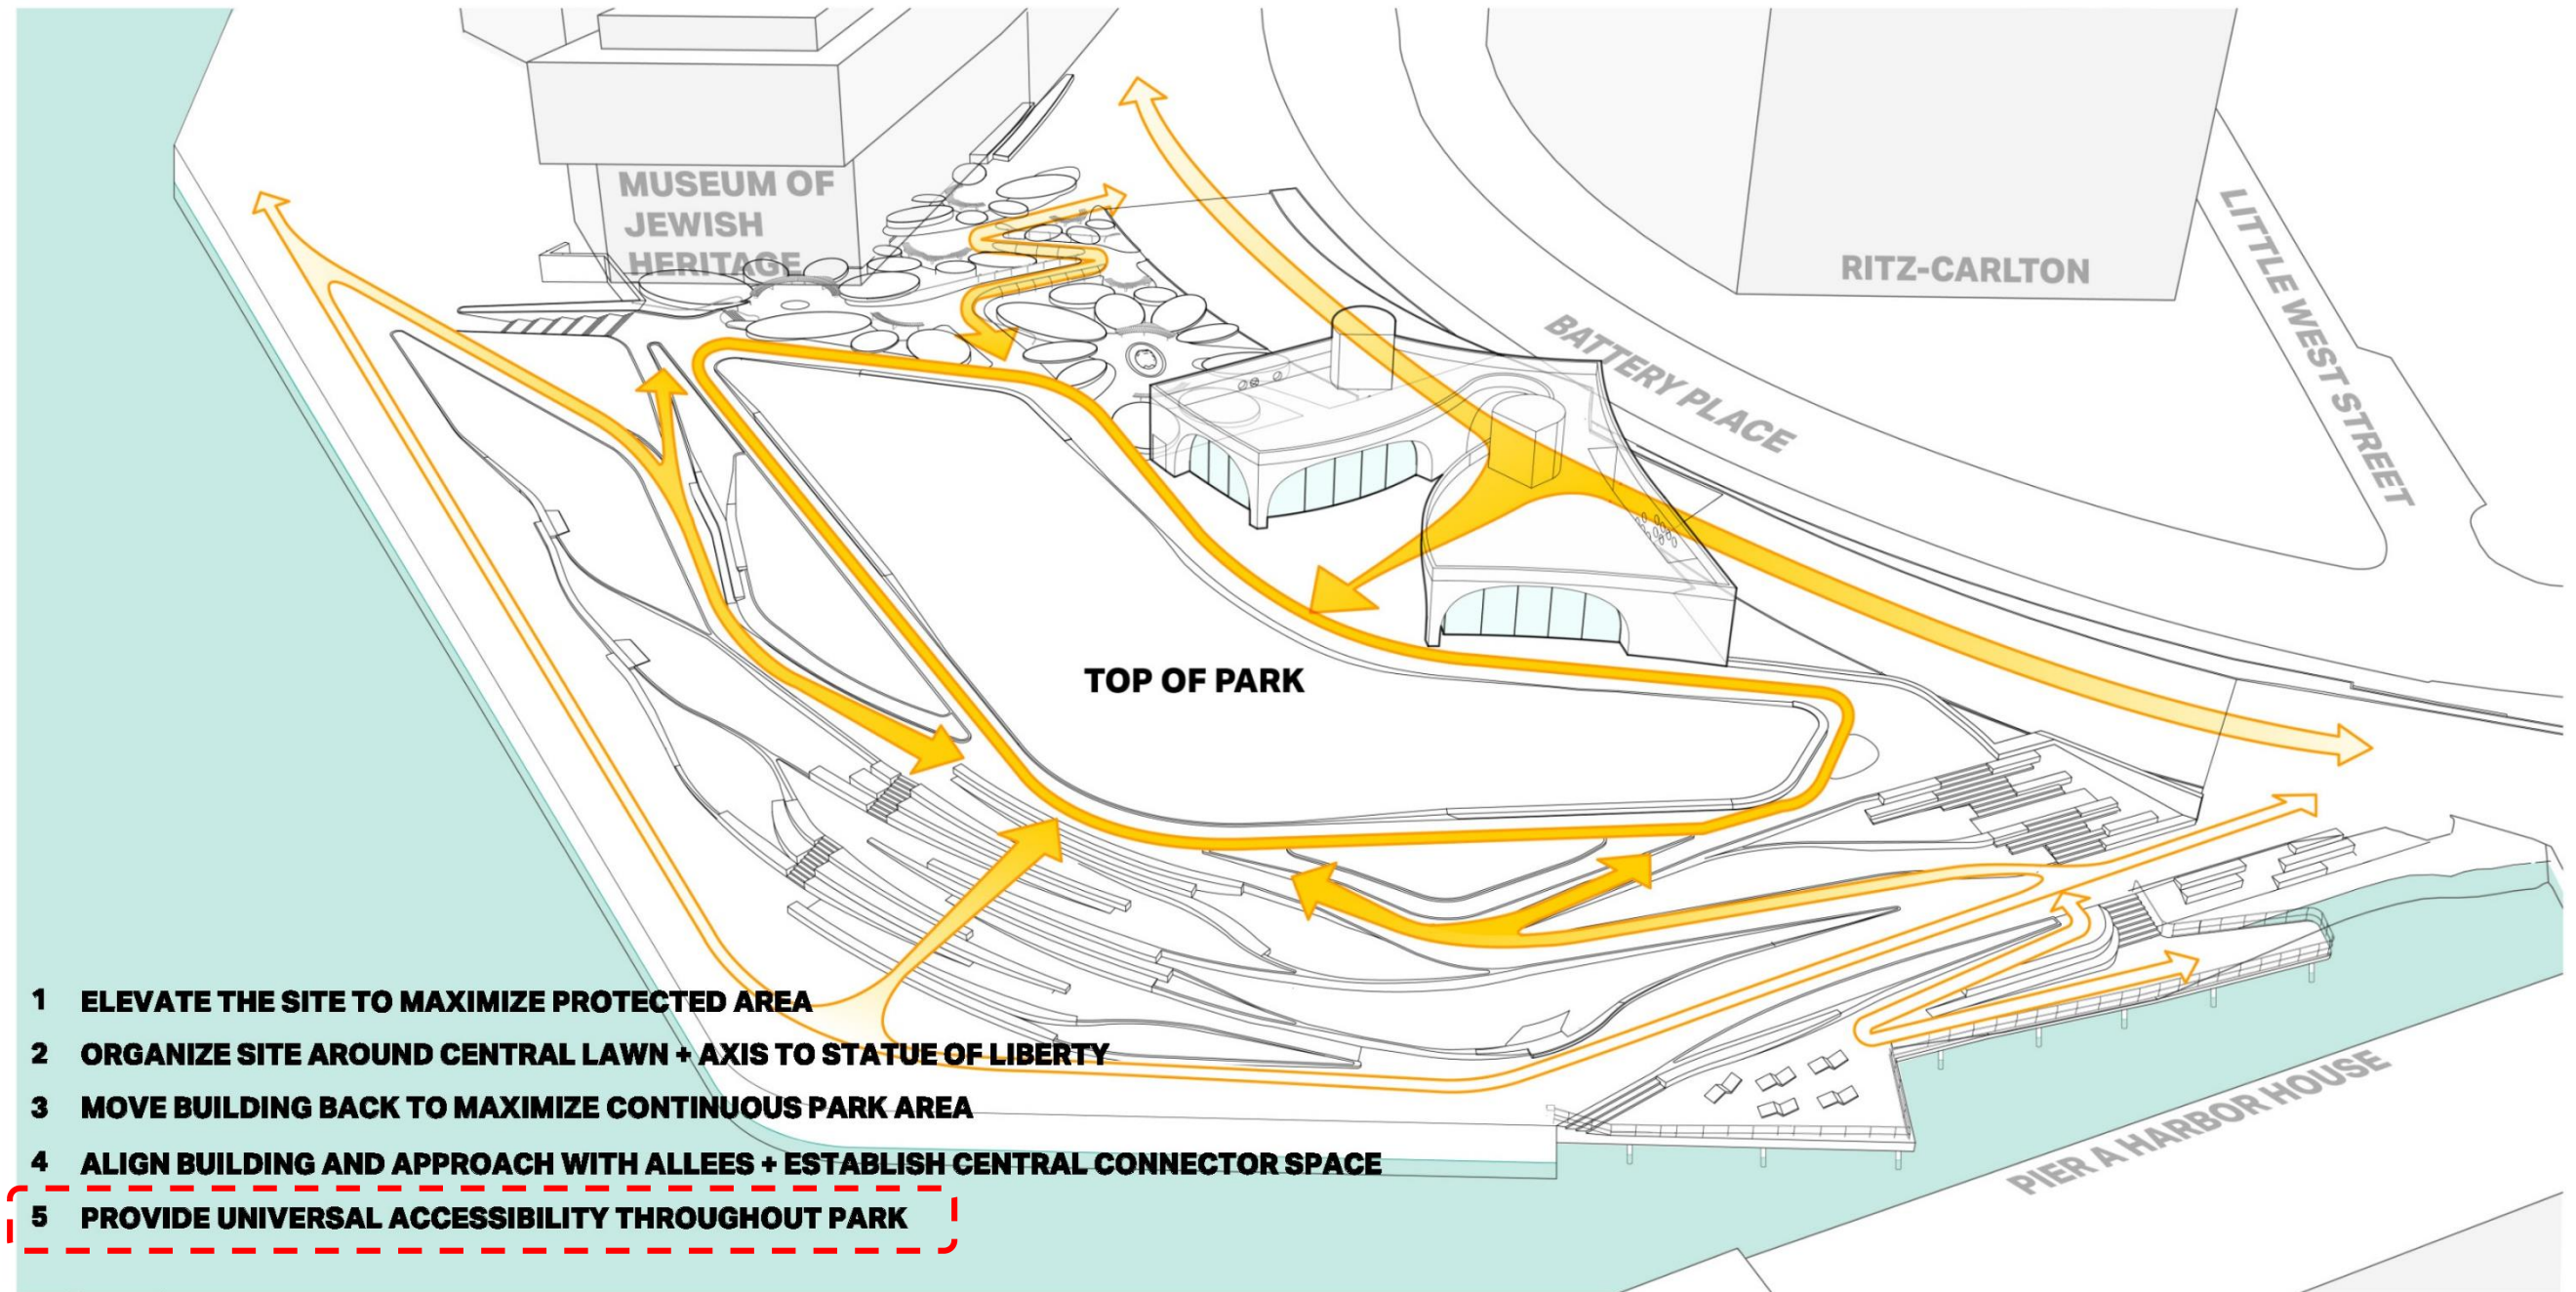 MUSEUM OF
JEWISH
HERITAGE
RITZ-CARLTON
LITTLE WEST STREET
BATTERY PLACE
TOP OF PARK
1 ELEVATE THE SITE TO MAXIMIZE PROTECTED AREA
2 ORGANIZE SITE AROUND CENTRAL LAWN + AXIS TO STATUE OF LIBERTY
3 MOVE BUILDING BACK TO MAXIMIZE CONTINUOUS PARK AREA
4 ALIGN BUILDING AND APPROACH WITH ALLEES + ESTABLISH CENTRAL CONNECTOR SPACE
5 PROVIDE UNIVERSAL ACCESSIBILITY THROUGHOUT PARK
PIER A HARBOR HOUSE